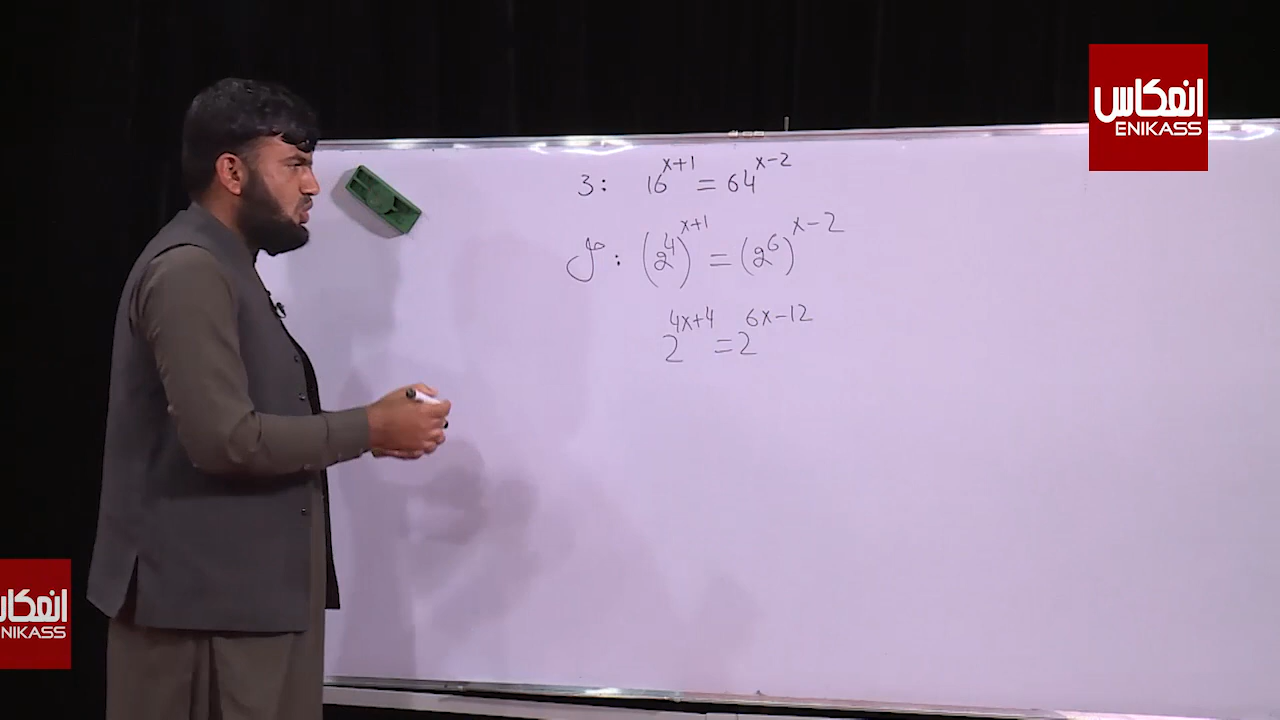 انعکاس
ENIKASS
3: 16^{x+1} = 64^{x-2}
حل: (2^4)^{x+1} = (2^6)^{x-2}
2^{4x+4} = 2^{6x-12}
انعکاس
ENIKASS